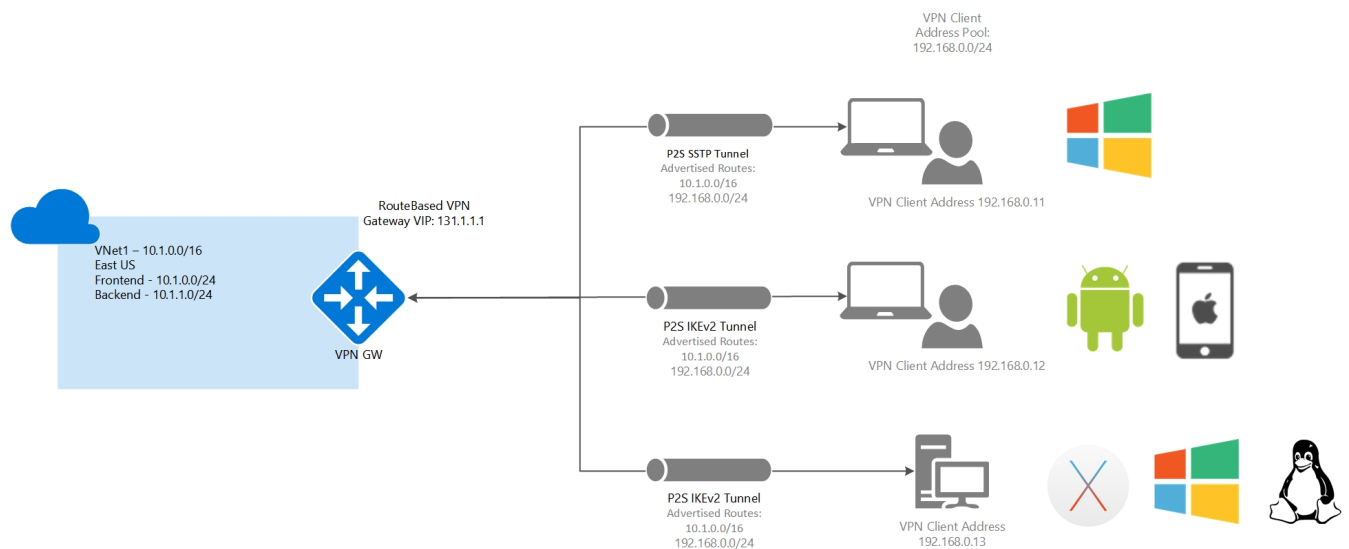 VPN Client
Address Pool:
192.168.0.0/24
P2S SSTP Tunnel
Advertised Routes:
10.1.0.0/16
192.168.0.0/24
VPN Client Address 192.168.0.11
RouteBased VPN
Gateway VIP: 131.1.1.1
VNet1 – 10.1.0.0/16
East US
Frontend - 10.1.0.0/24
Backend - 10.1.1.0/24
VPN GW
P2S IKEv2 Tunnel
Advertised Routes:
10.1.0.0/16
192.168.0.0/24
VPN Client Address 192.168.0.12
P2S IKEv2 Tunnel
Advertised Routes:
10.1.0.0/16
192.168.0.0/24
VPN Client Address
192.168.0.13